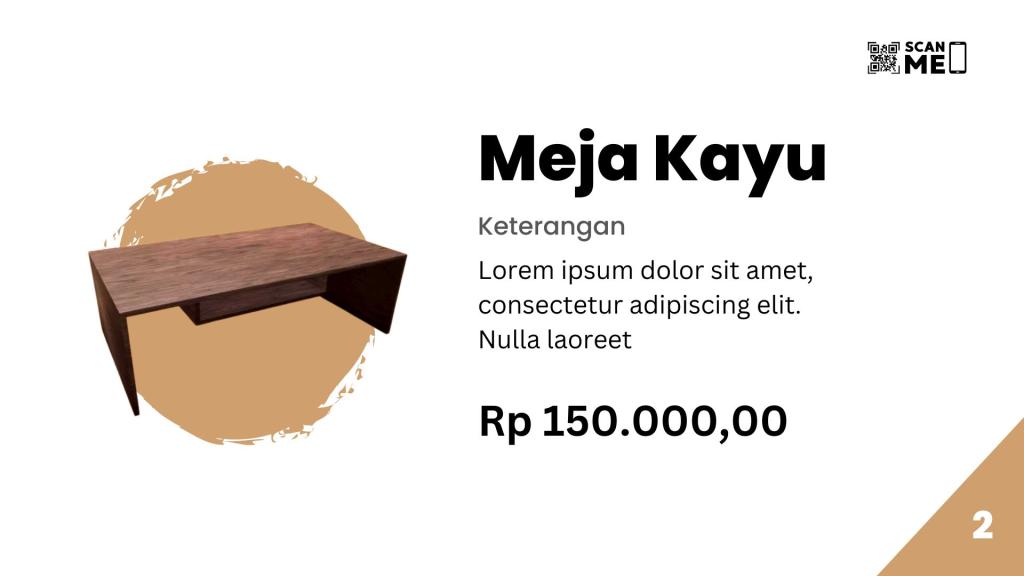 SCAN
ME
Meja Kayu
Keterangan
Lorem ipsum dolor sit amet,
consectetur adipiscing elit.
Nulla laoreet
Rp 150.000,00
2